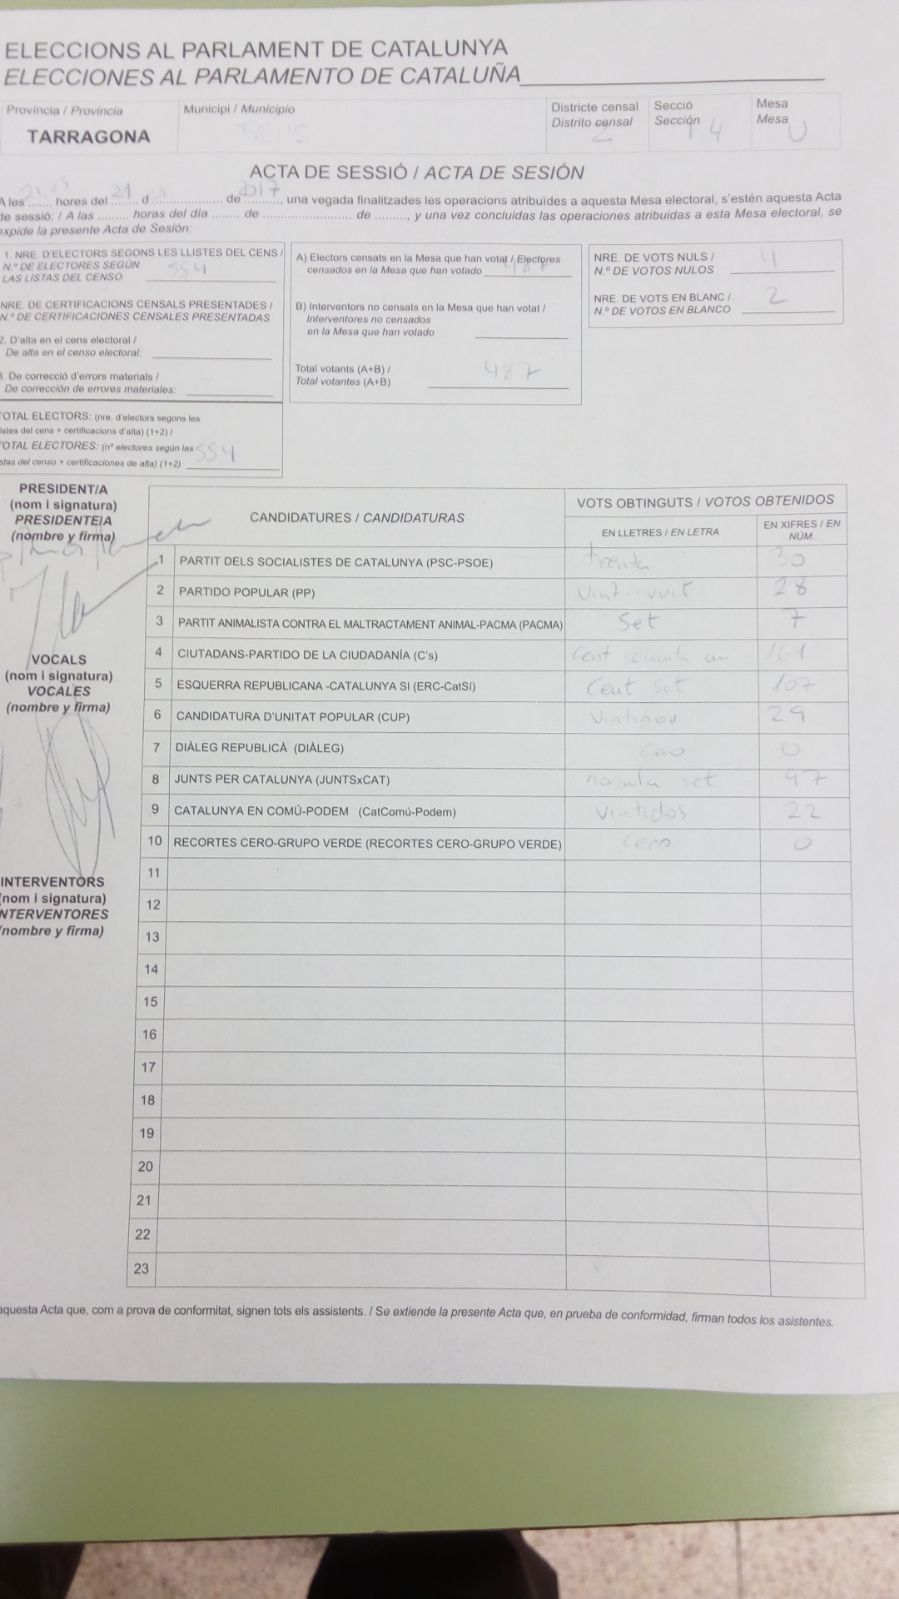 ELECCIONS AL PARLAMENT DE CATALUNYA
ELECCIONES AL PARLAMENTO DE CATALUÑA
Provincia / Provincia
TARRAGONA
Municipi / Municipio
REUS
Districte censal
Distrito censal
2
Secció
Sección
14
Mesa
Mesa
U
ACTA DE SESSIÓ / ACTA DE SESIÓN
A les ...... hores del 21 d ...... de 2017, una vegada finalitzades les operacions atribuides a aquesta Mesa electoral, s'estén aquesta Acta
de sessió: / A las ......... horas del día ........ de ......................... de ........., y una vez concluidas las operaciones atribuidas a esta Mesa electoral, se
expide la presente Acta de Sesión:
1. NRE. D'ELECTORS SEGONS LES LLISTES DEL CENS /
N.º DE ELECTORES SEGÚN
LAS LISTAS DEL CENSO 554
NRE. DE CERTIFICACIONS CENSALS PRESENTADES /
N.º DE CERTIFICACIONES CENSALES PRESENTADAS
2. D'alta en el cens electoral /
De alta en el censo electoral:
3. De correcció d'errors materials /
De corrección de errores materiales:
TOTAL ELECTORS: (nre. d'electors segons les
listes del cens + certificacions d'alta) (1+2) /
TOTAL ELECTORES: (nº electores según las 554
stas del censo + certificaciones de alta) (1+2)
A) Electors censats en la Mesa que han votat / Electores
censados en la Mesa que han votado 487
B) Interventors no censats en la Mesa que han votat /
Interventores no censados
en la Mesa que han votado
Total votants (A+B) /
Total votantes (A+B) 487
NRE. DE VOTS NULS /
N.º DE VOTOS NULOS 4
NRE. DE VOTS EN BLANC /
N.º DE VOTOS EN BLANCO 2
PRESIDENT/A
(nom i signatura)
PRESIDENTE/A
(nombre y firma)
VOCALS
(nom i signatura)
VOCALES
(nombre y firma)
INTERVENTORS
(nom i signatura)
INTERVENTORES
(nombre y firma)
CANDIDATURES / CANDIDATURAS
VOTS OBTINGUTS / VOTOS OBTENIDOS
EN LLETRES / EN LETRA
EN XIFRES / EN
NÚM.
1 PARTIT DELS SOCIALISTES DE CATALUNYA (PSC-PSOE) trenta 30
2 PARTIDO POPULAR (PP) vint-vuit 28
3 PARTIT ANIMALISTA CONTRA EL MALTRACTAMENT ANIMAL-PACMA (PACMA) Set 7
4 CIUTADANS-PARTIDO DE LA CIUDADANÍA (C's) Cent un 161
5 ESQUERRA REPUBLICANA -CATALUNYA SI (ERC-CatSI) Cent set 107
6 CANDIDATURA D'UNITAT POPULAR (CUP) Vintinou 29
7 DIÀLEG REPUBLICÀ (DIÀLEG) 0
8 JUNTS PER CATALUNYA (JUNTSxCAT) set 97
9 CATALUNYA EN COMÚ-PODEM (CatComú-Podem) Vintidos 22
10 RECORTES CERO-GRUPO VERDE (RECORTES CERO-GRUPO VERDE) cero 0
11
12
13
14
15
16
17
18
19
20
21
22
23
aquesta Acta que, com a prova de conformitat, signen tots els assistents. / Se extiende la presente Acta que, en prueba de conformidad, firman todos los asistentes.